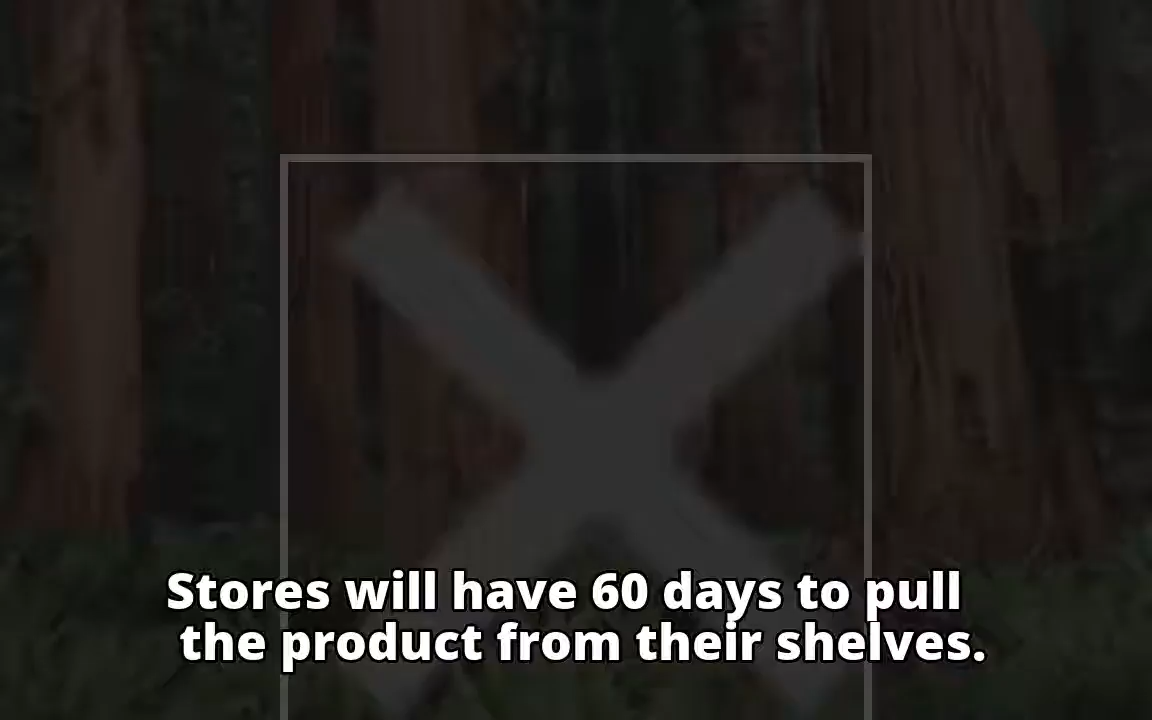 Stores will have 60 days to pull
the product from their shelves.